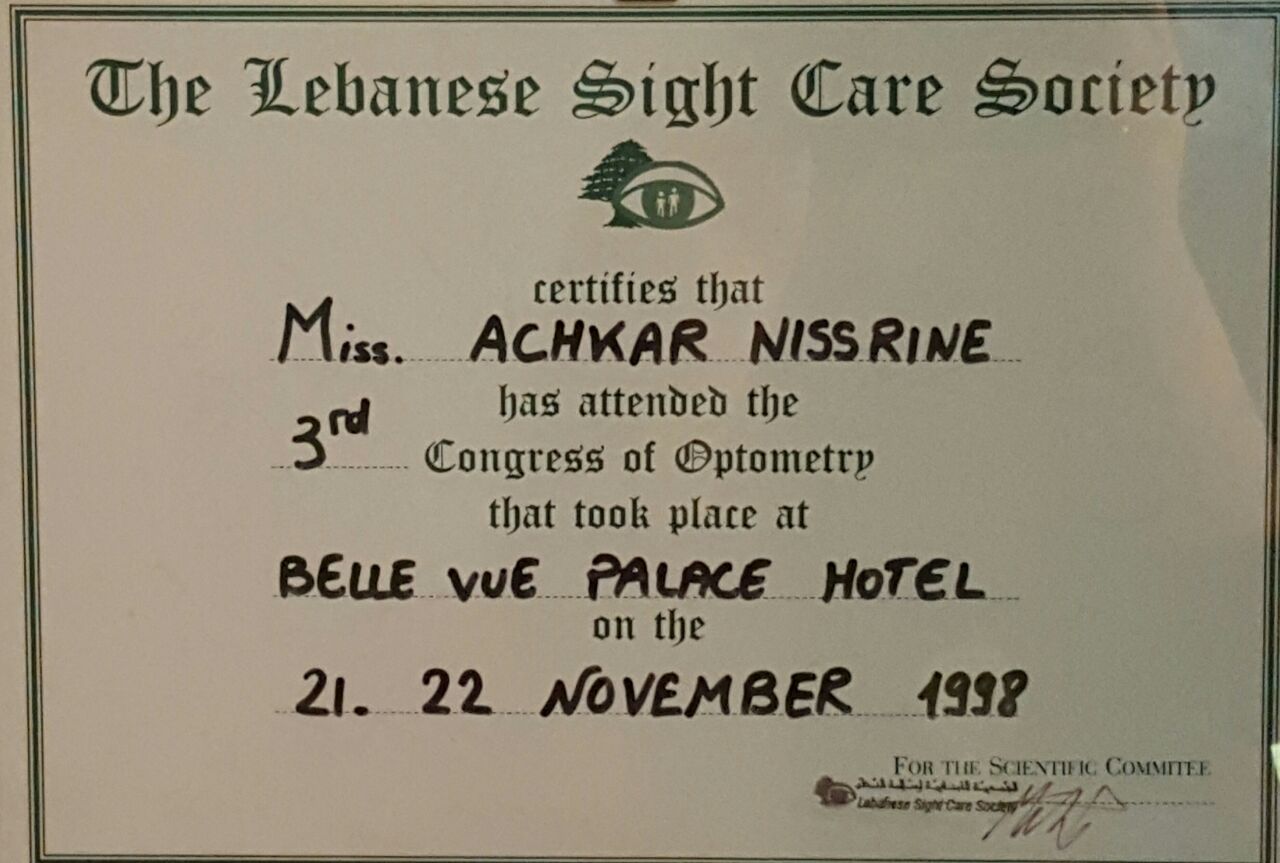 The Lebanese Sight Care Society
certifies that
Miss. ACHKAR NISSRINE
has attended the
3rd Congress of Optometry
that took place at
BELLE VUE PALACE HOTEL
on the
21. 22 NOVEMBER 1998
FOR THE SCIENTIFIC COMMITEE
Lebanese Sight Care Society